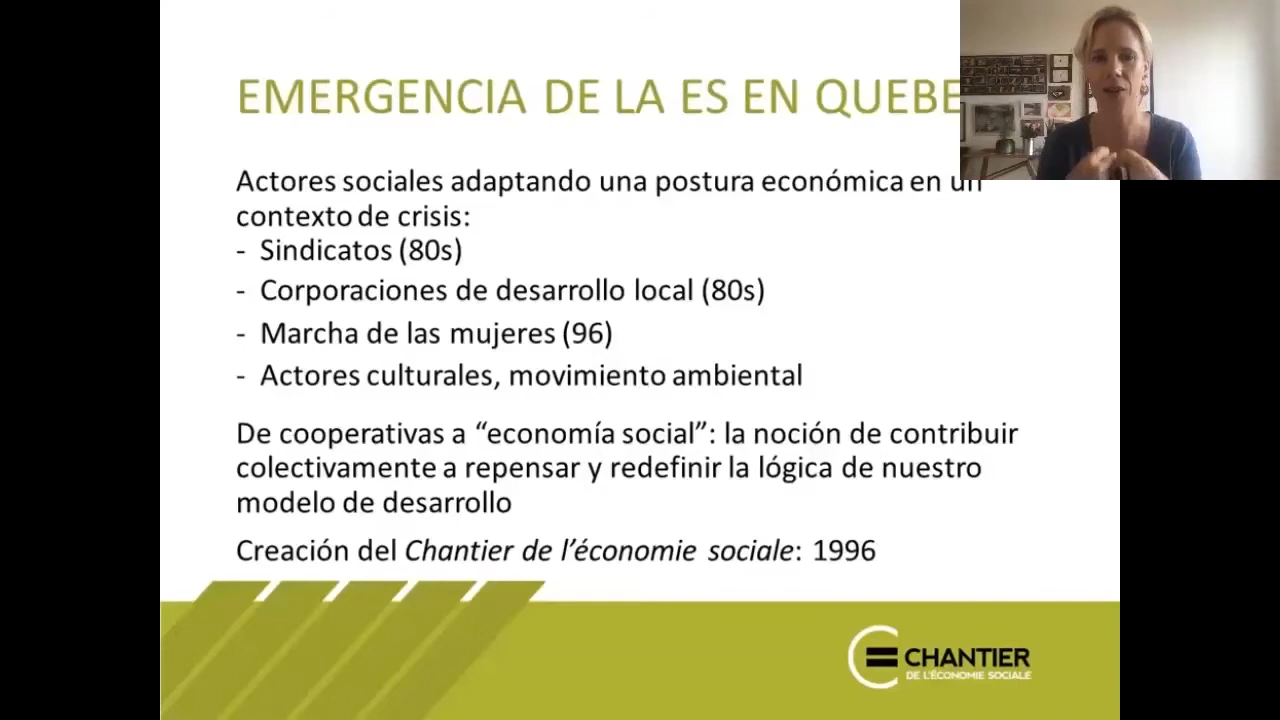 EMERGENCIA DE LA ES EN QUEBE
Actores sociales adaptando una postura económica en un
contexto de crisis:
- Sindicatos (80s)
- Corporaciones de desarrollo local (80s)
- Marcha de las mujeres (96)
- Actores culturales, movimiento ambiental
De cooperativas a “economía social”: la noción de contribuir
colectivamente a repensar y redefinir la lógica de nuestro
modelo de desarrollo
Creación del Chantier de l’économie sociale: 1996
CHANTIER
DE L'ÉCONOMIE SOCIALE